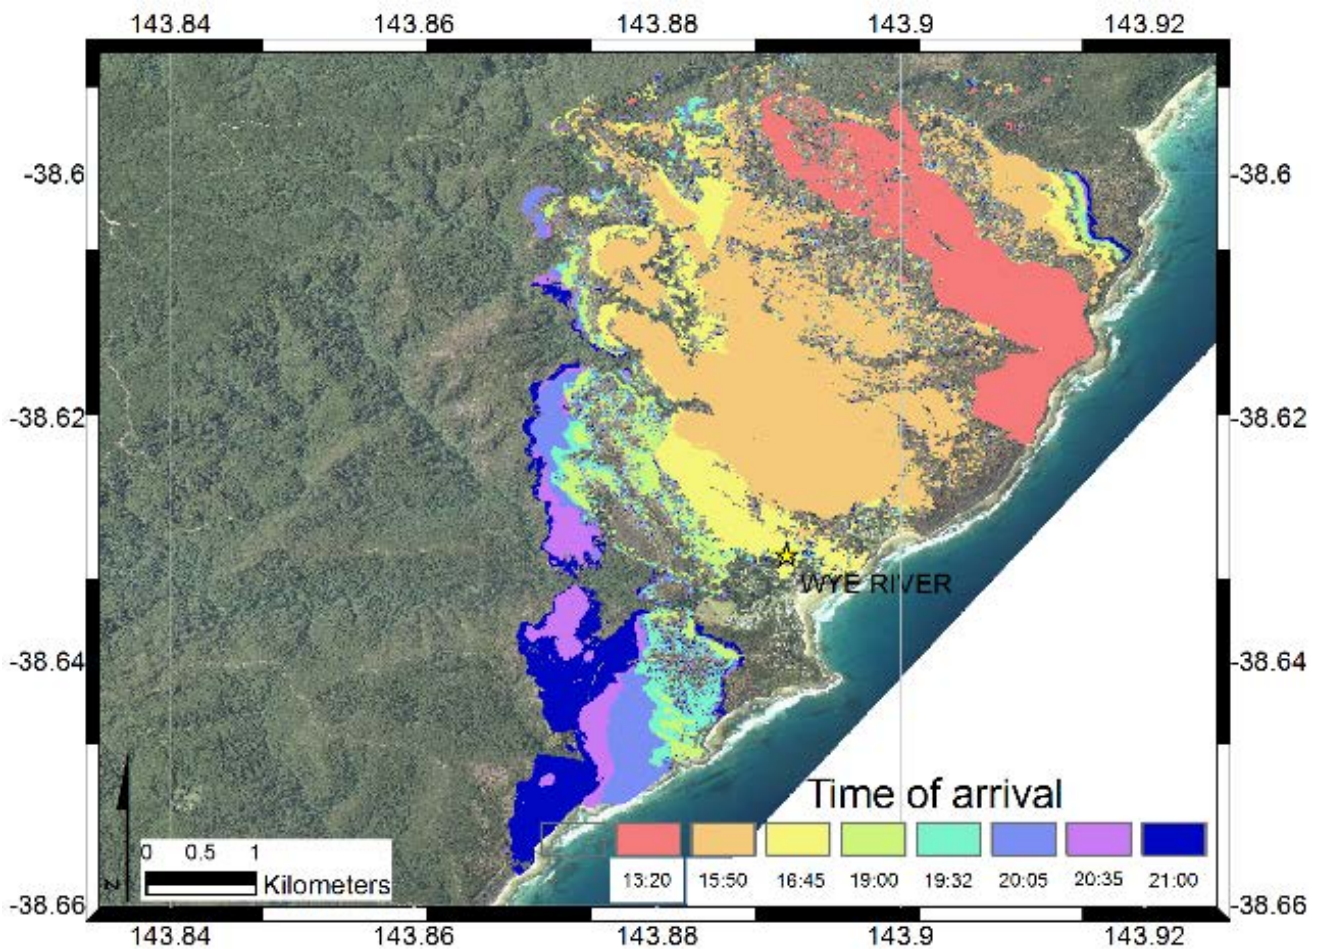 143.84 143.86 143.88 143.9 143.92
-38.6 -38.6
-38.62 -38.62
WYE RIVER
-38.64 -38.64
Time of arrival
0 0.5 1
Kilometers
13:20 15:50 16:45 19:00 19:32 20:05 20:35 21:00
z
-38.66 -38.66
143.84 143.86 143.88 143.9 143.92